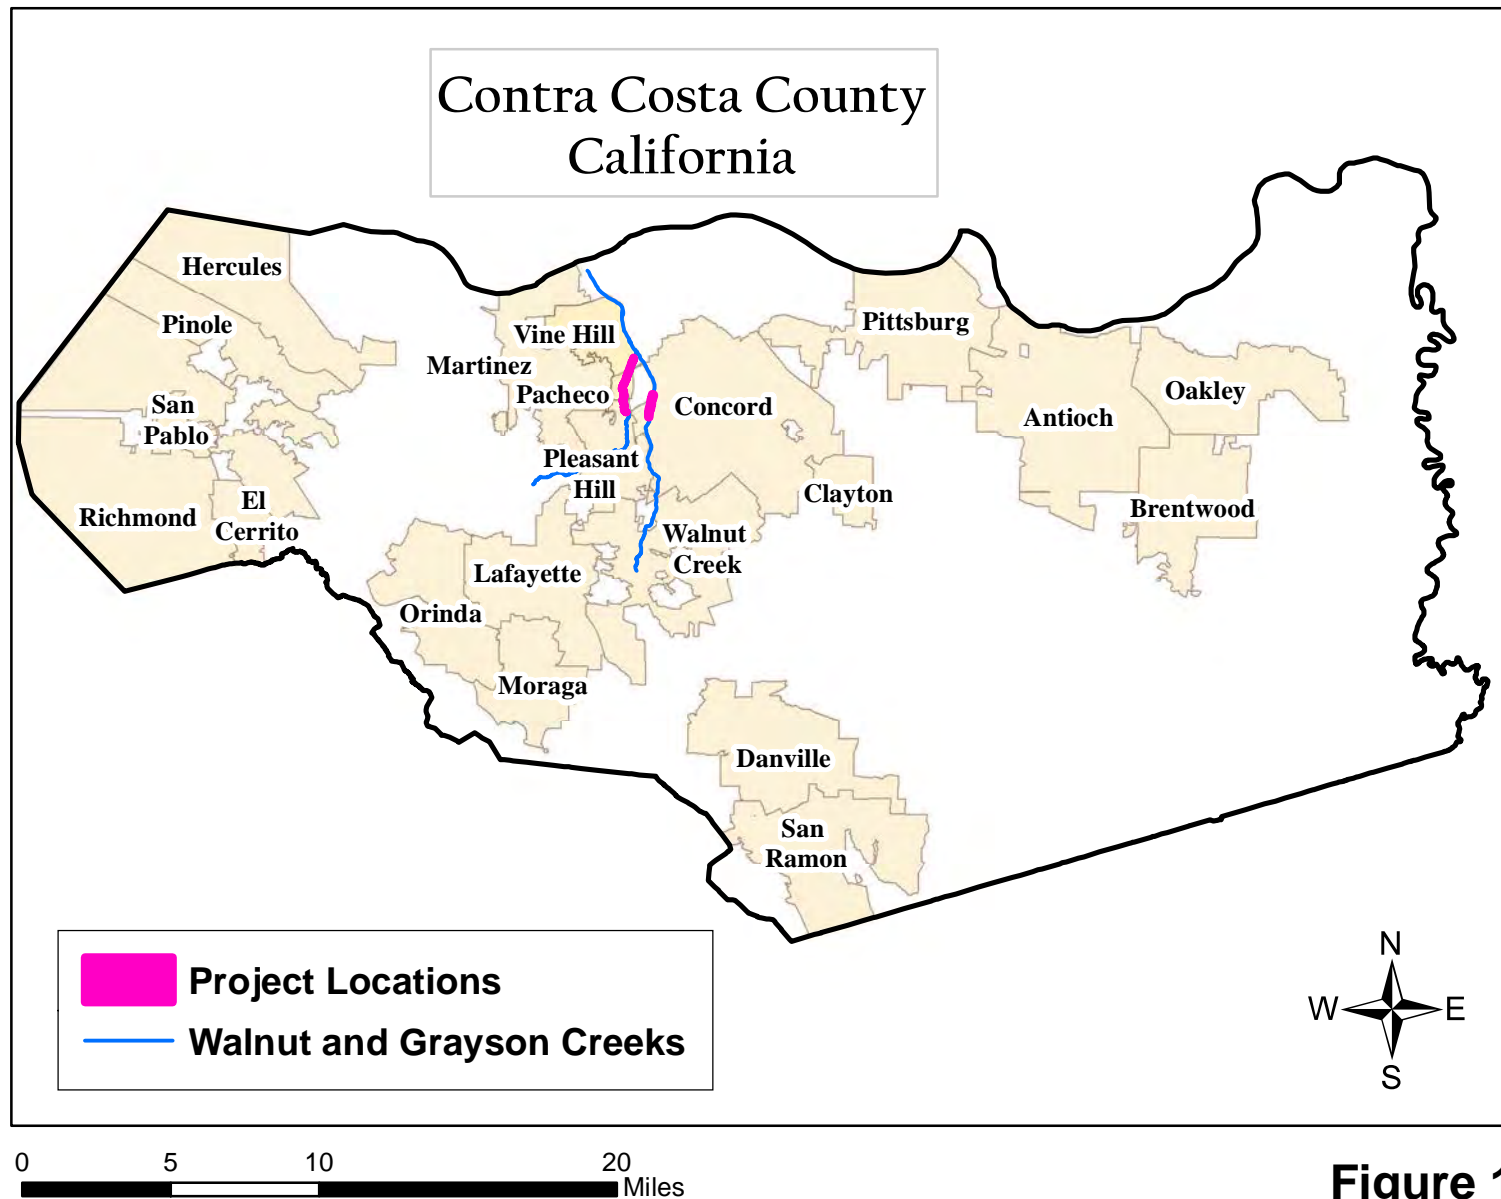 Contra Costa County
California
Hercules
Pinole
Vine Hill
Pittsburg
Martinez
Pacheco
Concord
Oakley
San
Pablo
Antioch
Pleasant
Hill
Clayton
El
Cerrito
Richmond
Brentwood
Walnut
Creek
Lafayette
Orinda
Moraga
Danville
San
Ramon
Project Locations
Walnut and Grayson Creeks
N
W E
S
0 5 10 20
Miles
Figure 1